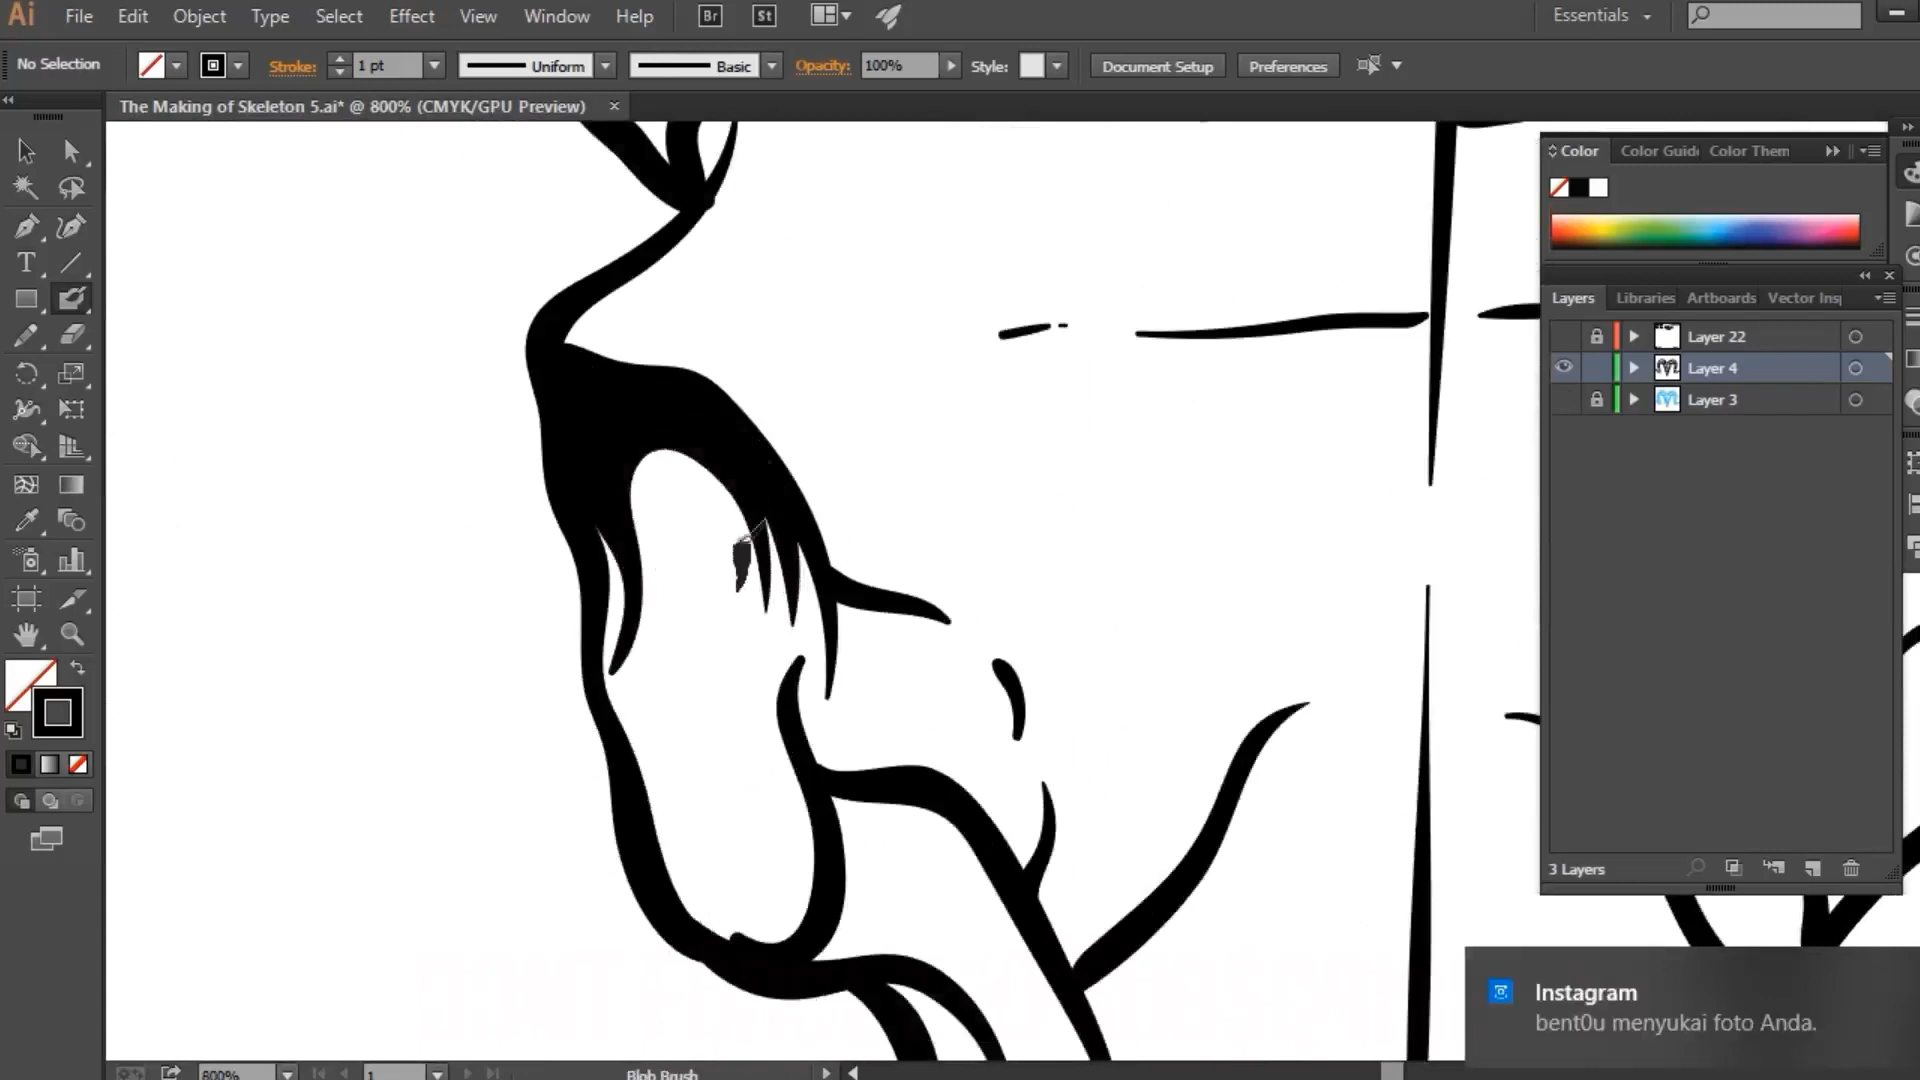 Ai File Edit Object Type Select Effect View Window Help Br St Essentials
No Selection Stroke: 1 pt Uniform Basic Opacity: 100% Style: Document Setup Preferences
The Making of Skeleton 5.ai* @ 800% (CMYK/GPU Preview) ×
Color Color Guid Color Them
Layers Libraries Artboards Vector Ins
Layer 22
Layer 4
Layer 3
3 Layers
Instagram
bent0u menyukai foto Anda.
800% 1 Blob Brush